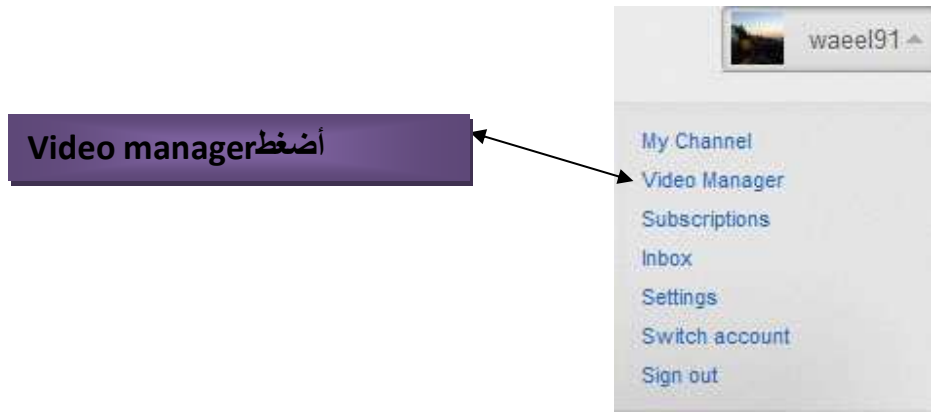 waeel91
أضغطVideo manager
My Channel
Video Manager
Subscriptions
Inbox
Settings
Switch account
Sign out